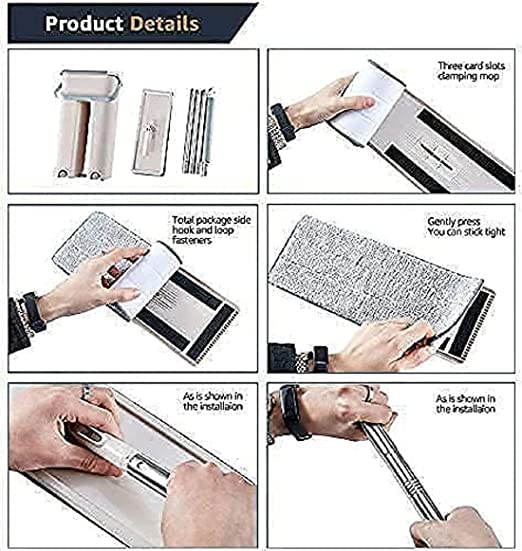 Product Details
Three card slots
clamping mop
Total package side
hook and loop
fasteners
Gently press
You can stick tight
As is shown in
the installaion
As is shown in
the installaion